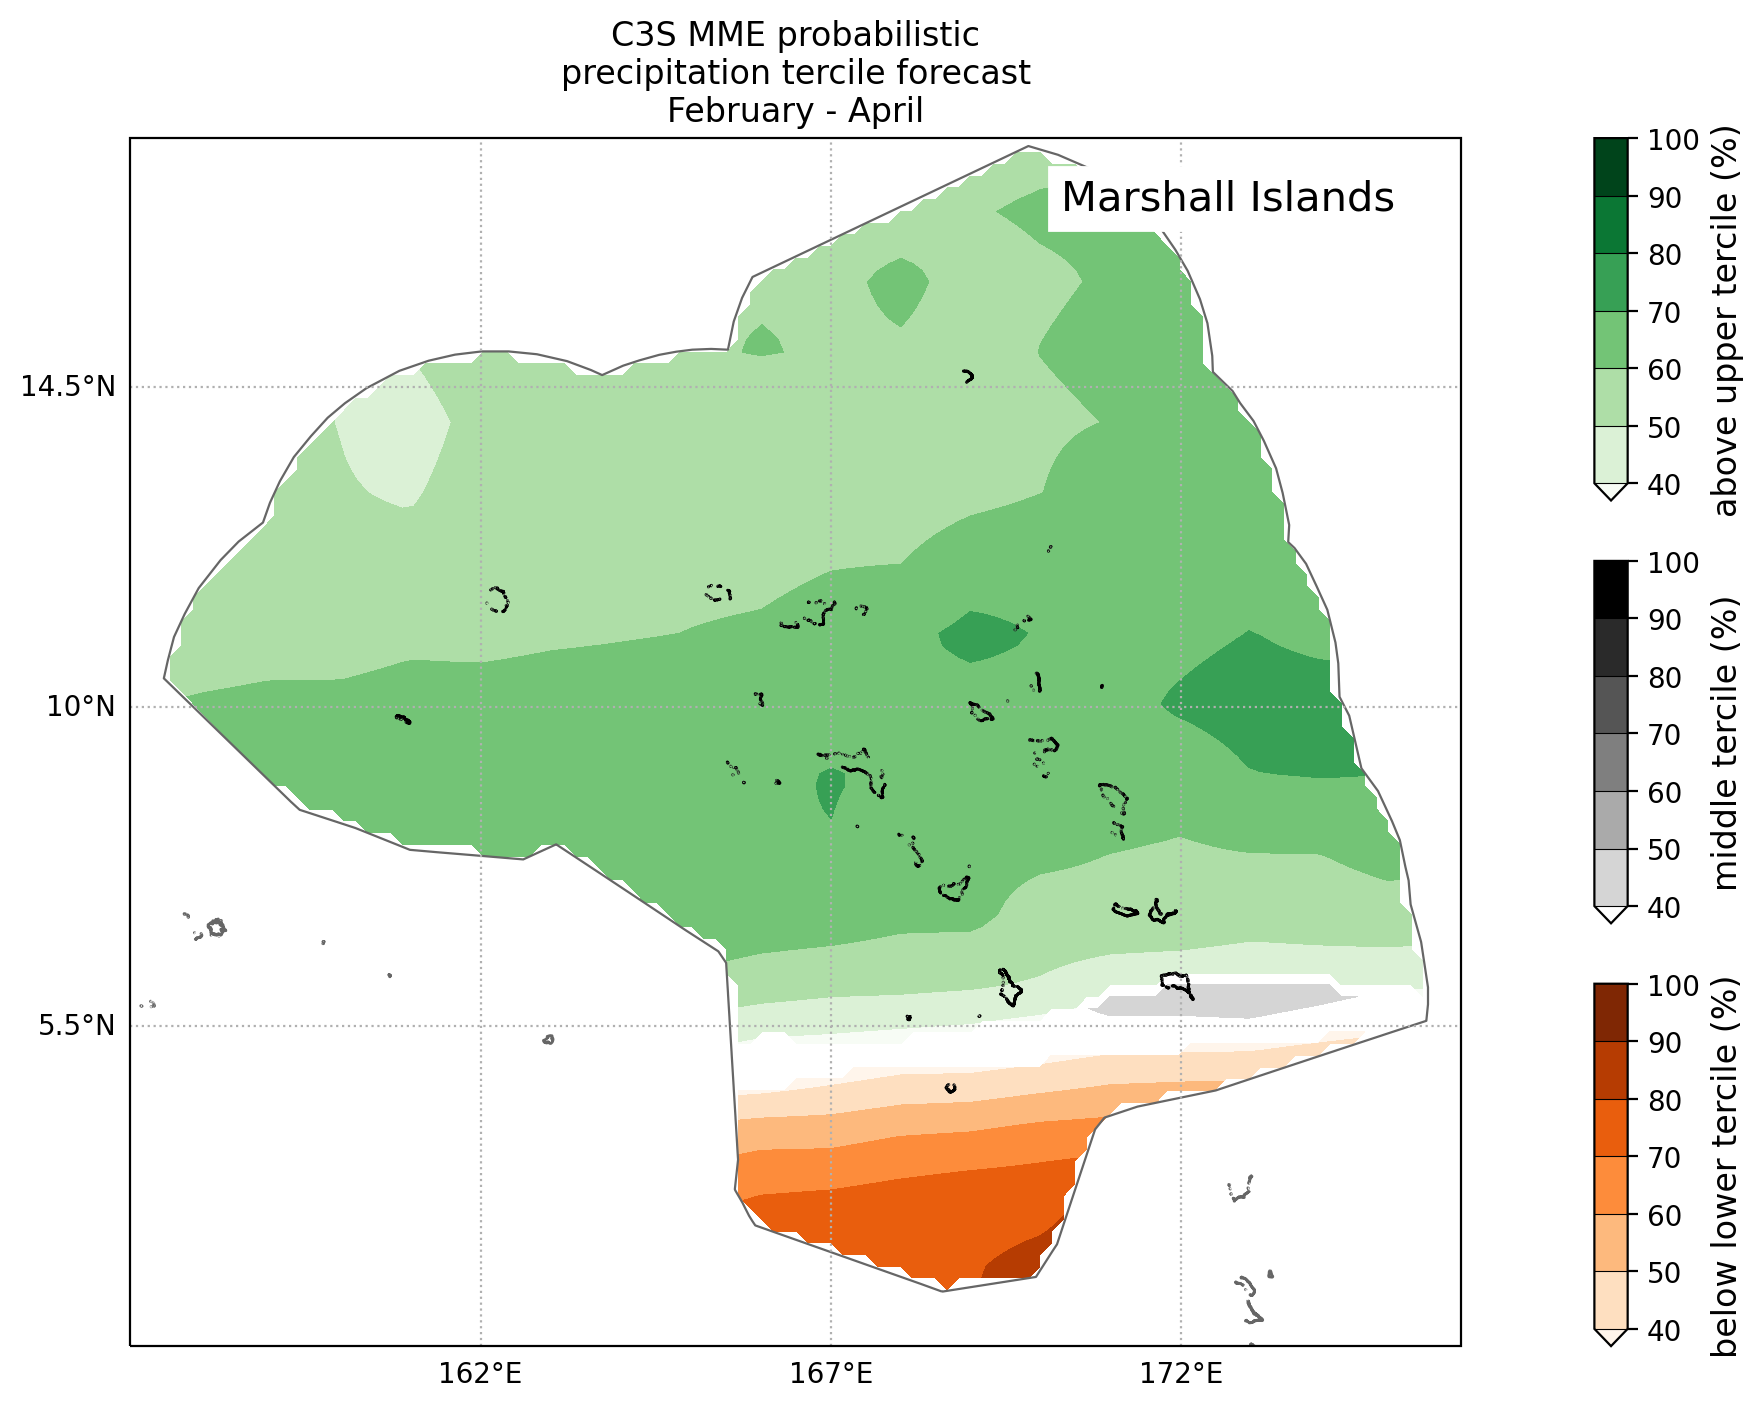 C3S MME probabilistic
precipitation tercile forecast
February - April
Marshall Islands
14.5°N
10°N
5.5°N
162°E
167°E
172°E
100
90
80
70
60
50
40
above upper tercile (%)
100
90
80
70
60
50
40
middle tercile (%)
100
90
80
70
60
50
40
below lower tercile (%)